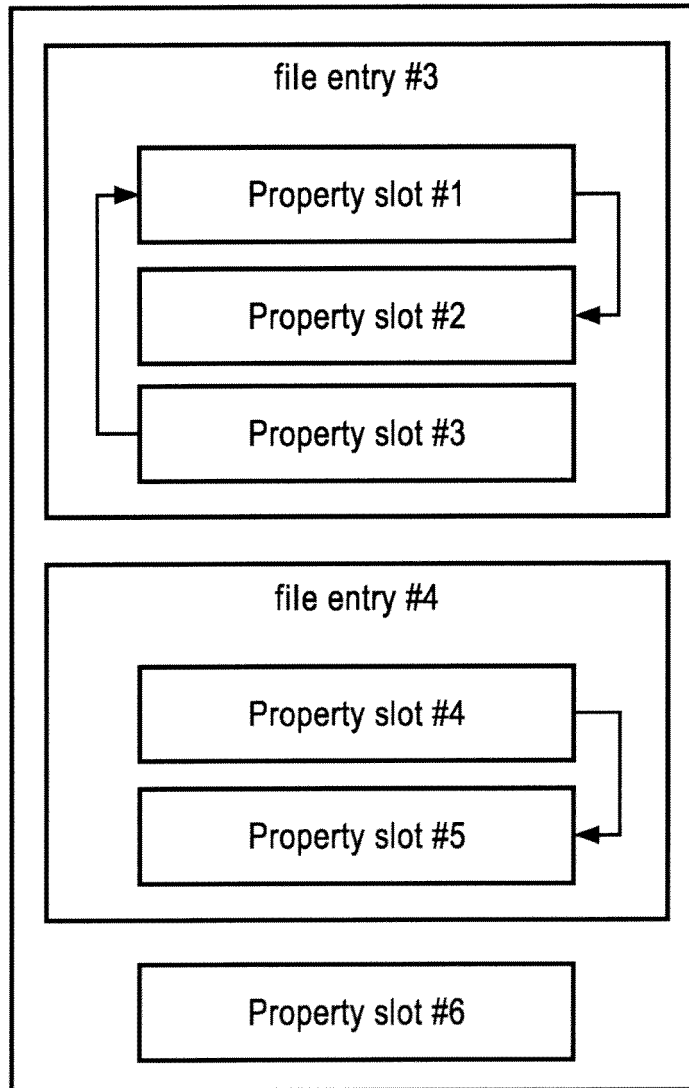 file entry #3
Property slot #1
Property slot #2
Property slot #3
file entry #4
Property slot #4
Property slot #5
Property slot #6